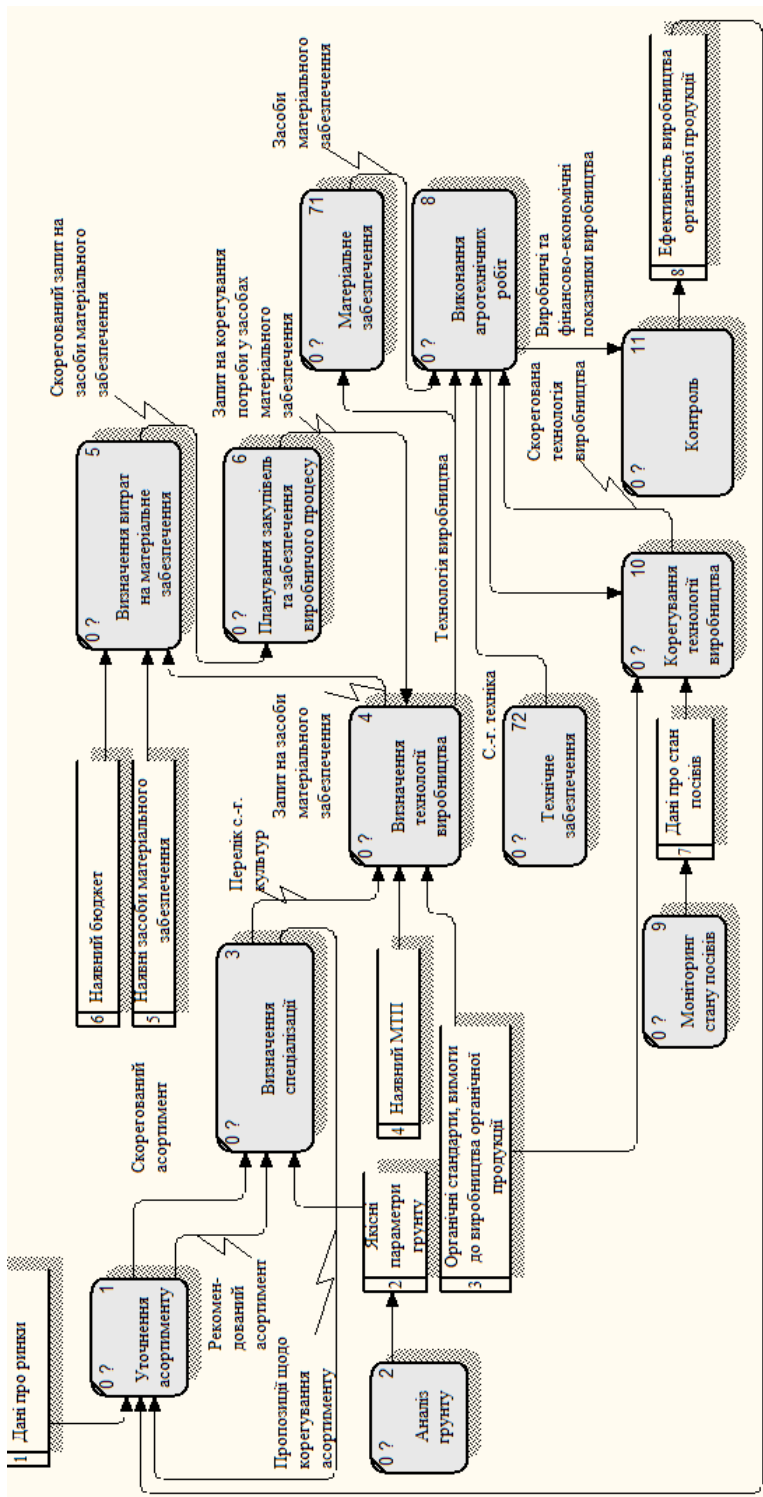 1
Дані про ринки
0 ?
1
Уточнення
асортименту
Рекомен-
дований
асортимент
Скорегований
асортимент
Пропозиції щодо
корегування
асортименту
0 ?
2
Аналіз
грунту
2
Якісні
параметри
грунту
3
Органічні стандарти, вимоги
до виробництва органічної
продукції
0 ?
3
Визначення
спеціалізації
Перелік с.-г.
культур
4
Наявний МТП
6
Наявний бюджет
5
Наявні засоби матеріального
забезпечення
0 ?
4
Визначення
технології
виробництва
Запит на засоби
матеріального
забезпечення
0 ?
5
Визначення витрат
на матеріальне
забезпечення
Скорегований запит на
засоби матеріального
забезпечення
0 ?
6
Планування закупівель
та забезпечення
виробничого процесу
Запит на корегування
потреби у засобах
матеріального
забезпечення
Технологія виробництва
0 ?
71
Матеріальне
забезпечення
Засоби
матеріального
забезпечення
0 ?
72
Технічне
забезпечення
С.-г. техніка
0 ?
8
Виконання
агротехнічних
робіт
Виробничі та
фінансово-економічні
показники виробництва
0 ?
9
Моніторинг
стану посівів
7
Дані про стан
посівів
0 ?
10
Корегування
технології
виробництва
Скорегована
технологія
виробництва
0 ?
11
Контроль
8
Ефективність виробництва
органічної продукції